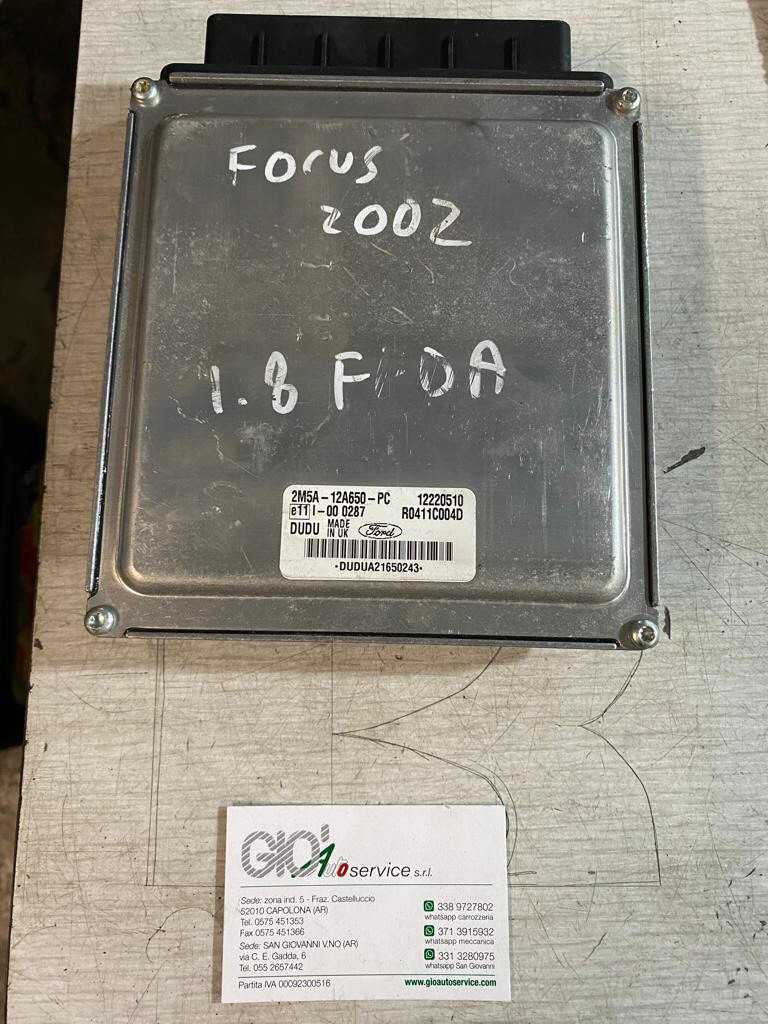 FOCUS
2002
1.8 FFDA
2M5A-12A650-PC 12220510
e11 I-00 0287 R0411C004D
DUDU MADE IN UK Ford
*DUDUA21650243*
GIO' Autoservice s.r.l.
Sede: zona ind. 5 - Fraz. Castelluccio
52010 CAPOLONA (AR)
Tel. 0575 451353
Fax 0575 451366
Sede: SAN GIOVANNI V.NO (AR)
via C. E. Gadda, 6
Tel. 055 2657442
Partita IVA 00092300516
338 9727802
whatsapp carrozzeria
371 3915932
whatsapp meccanica
331 3280975
whatsapp San Giovanni
www.gioautoservice.com